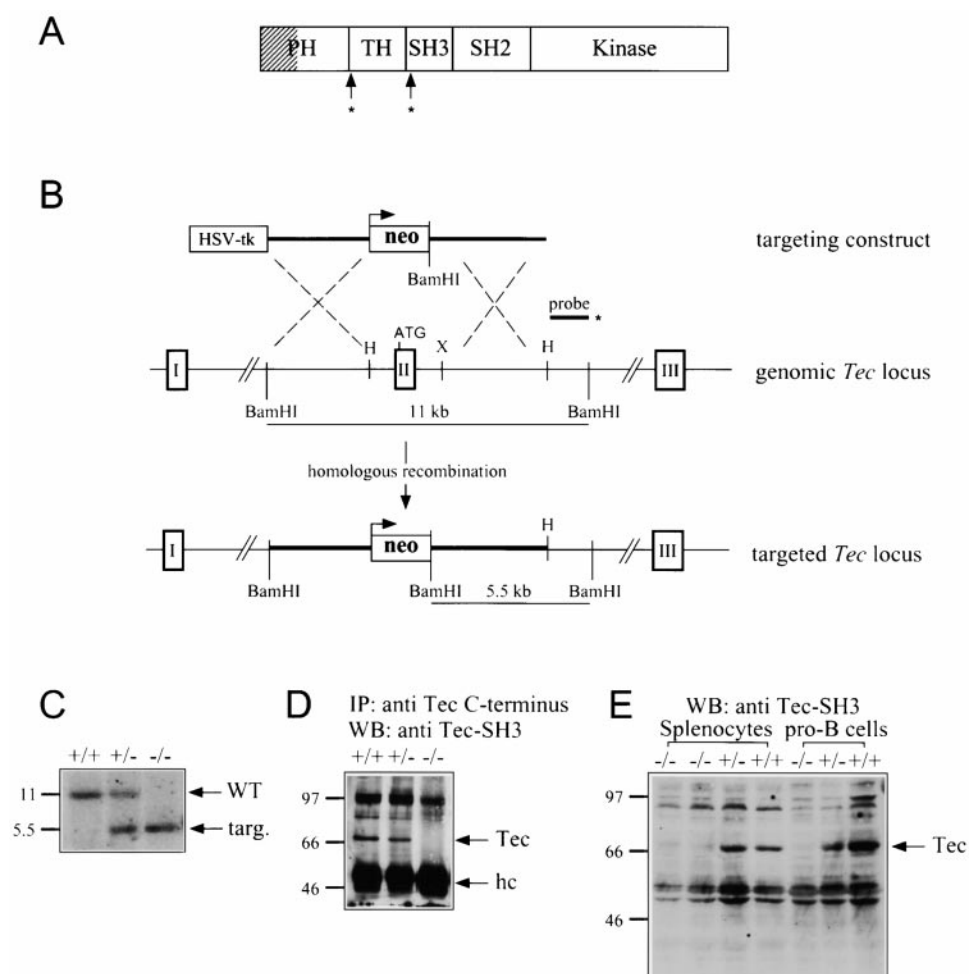 A
PH TH SH3 SH2 Kinase
* *
B
HSV-tk neo targeting construct
BamHI
probe *
ATG
H X H
I II III genomic Tec locus
BamHI 11 kb BamHI
homologous recombination
H
I neo III targeted Tec locus
BamHI BamHI 5.5 kb BamHI
C
+/+ +/- -/-
11 WT
5.5 targ.
D
IP: anti Tec C-terminus
WB: anti Tec-SH3
+/+ +/- -/-
97
66 Tec
46 hc
E
WB: anti Tec-SH3
Splenocytes pro-B cells
-/- -/- +/- +/+ -/- +/- +/+
97
66 Tec
46